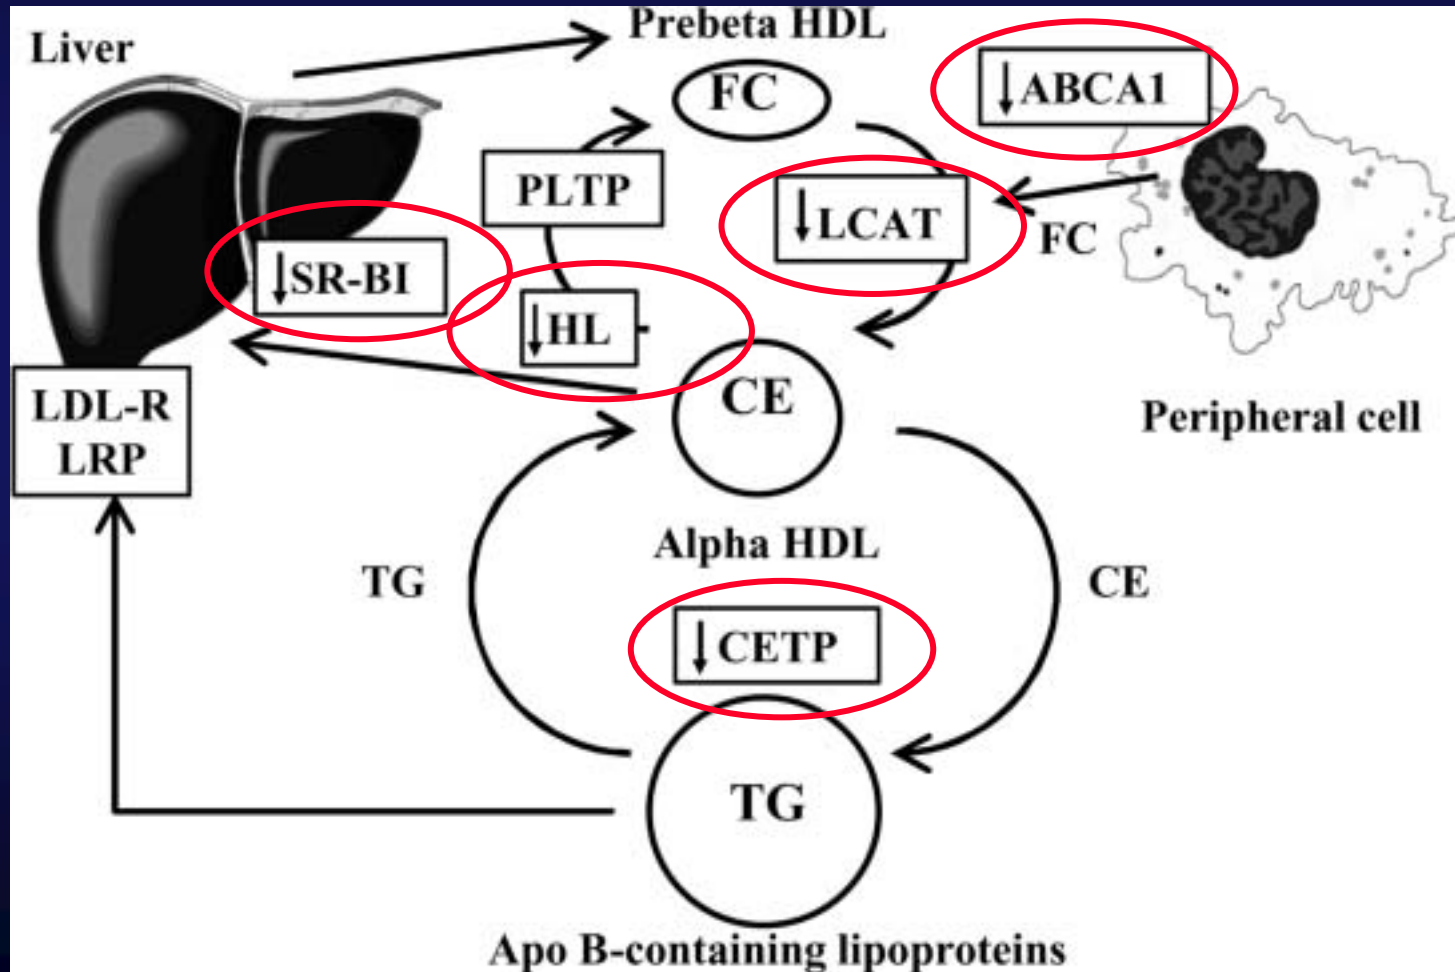 Liver
Prebeta HDL
FC
↓ABCA1
PLTP
↓LCAT
FC
↓SR-BI
↓HL
CE
LDL-R
LRP
Peripheral cell
Alpha HDL
TG
CE
↓CETP
TG
Apo B-containing lipoproteins